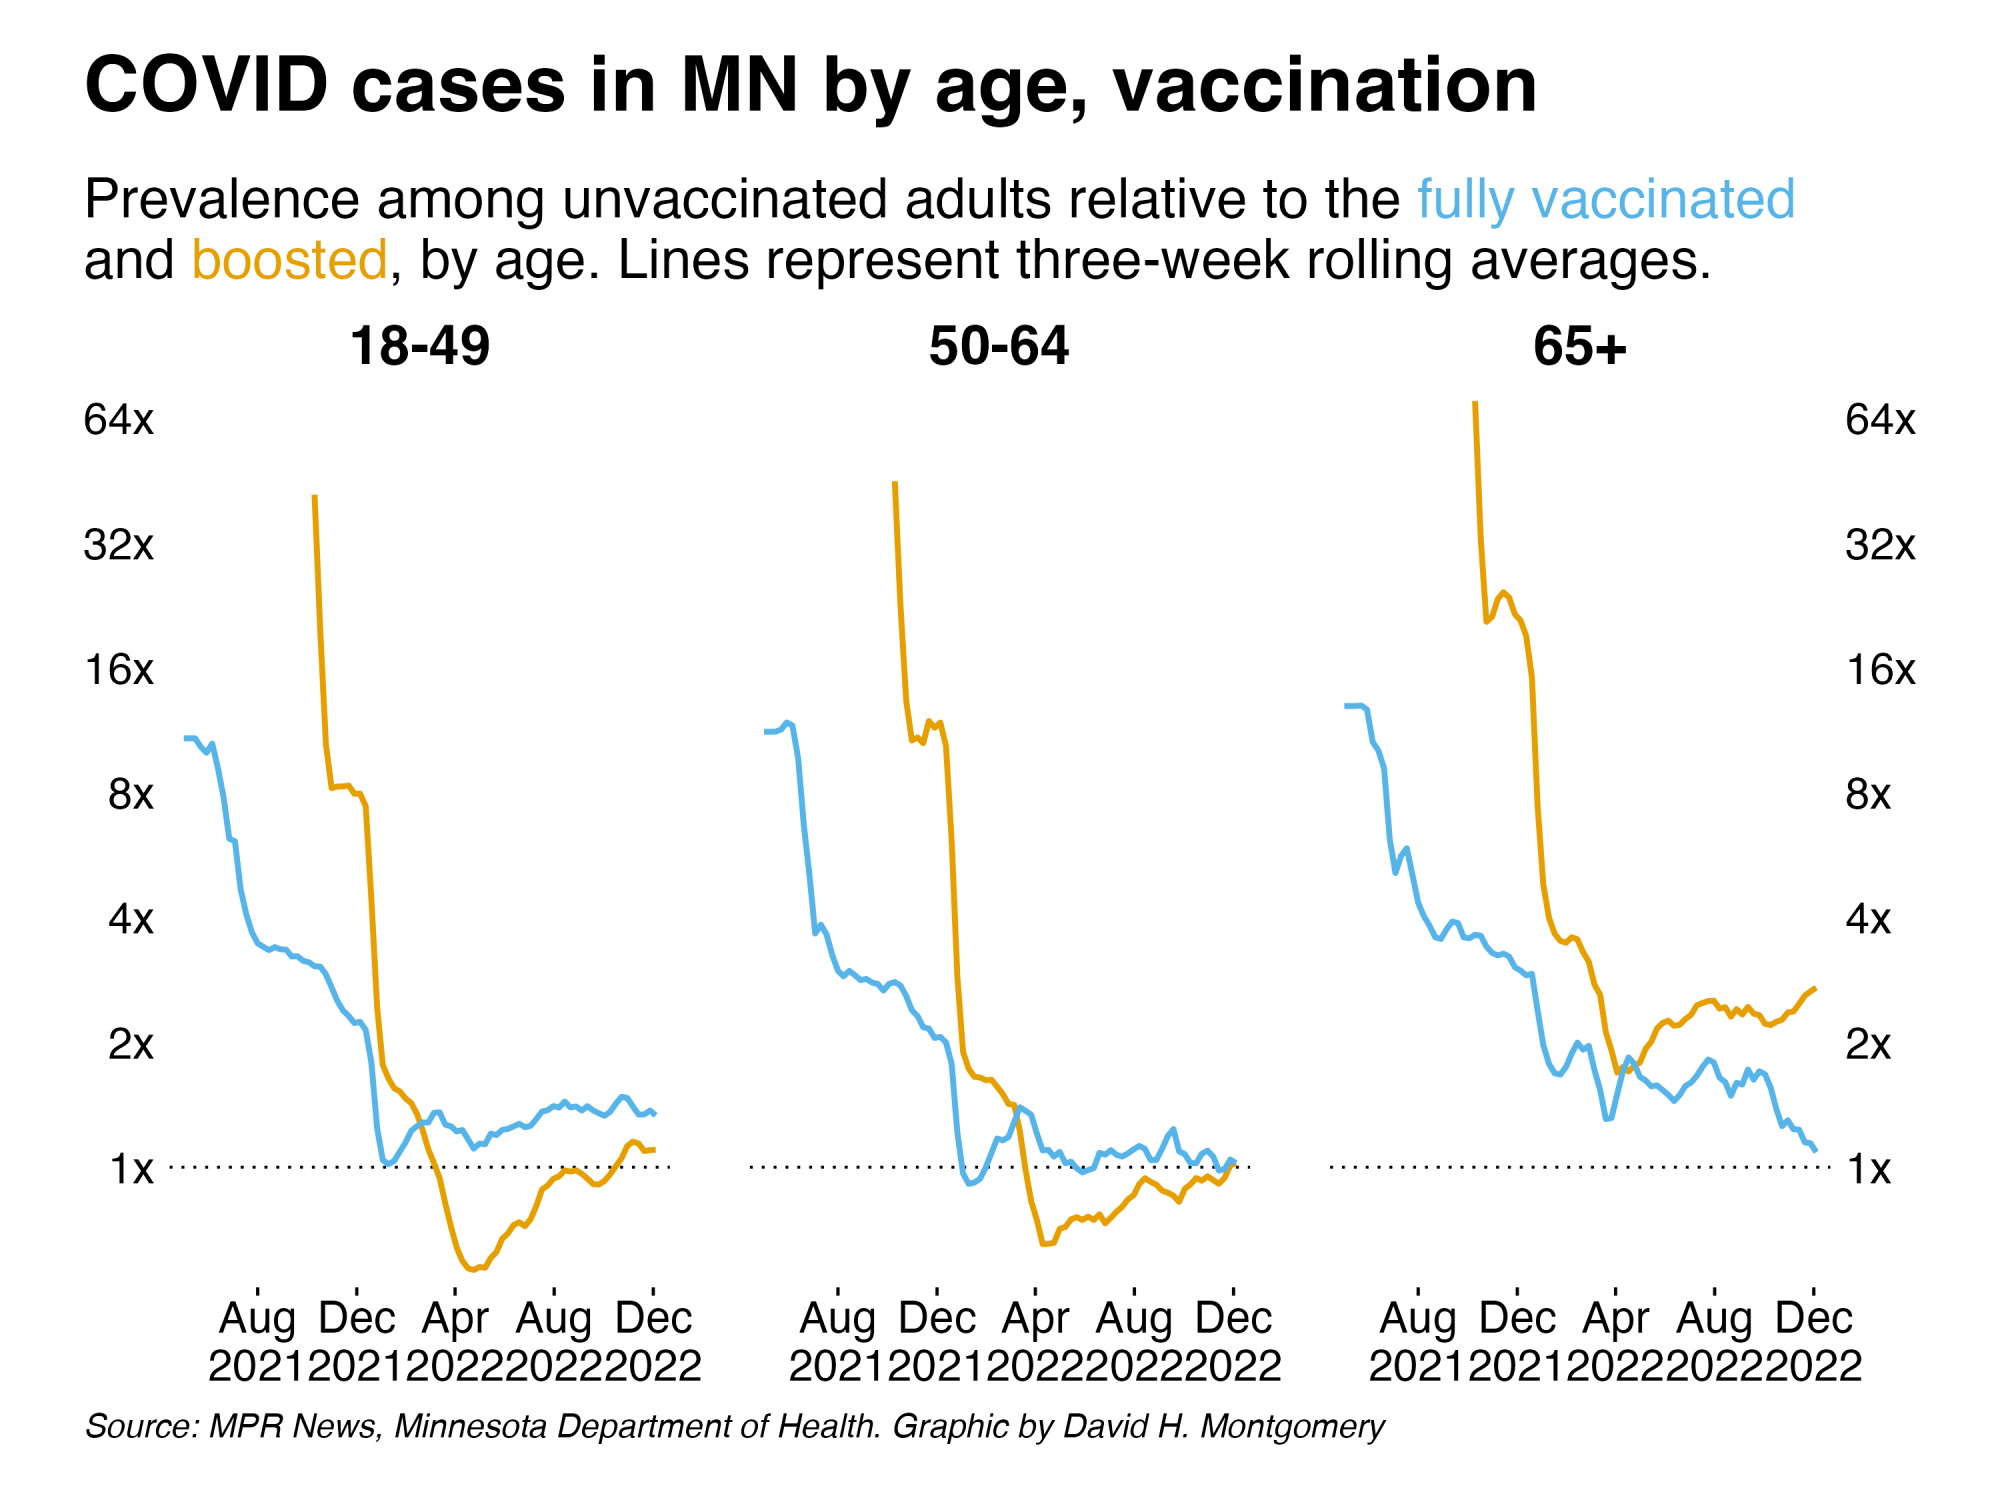 COVID cases in MN by age, vaccination
Prevalence among unvaccinated adults relative to the fully vaccinated
and boosted, by age. Lines represent three-week rolling averages.
18-49 50-64 65+
64x 64x
32x 32x
16x 16x
8x 8x
4x 4x
2x 2x
1x 1x
Aug Dec Apr Aug Dec Aug Dec Apr Aug Dec Aug Dec Apr Aug Dec
2021 2021 2022 2022 2022 2021 2021 2022 2022 2022 2021 2021 2022 2022 2022
Source: MPR News, Minnesota Department of Health. Graphic by David H. Montgomery